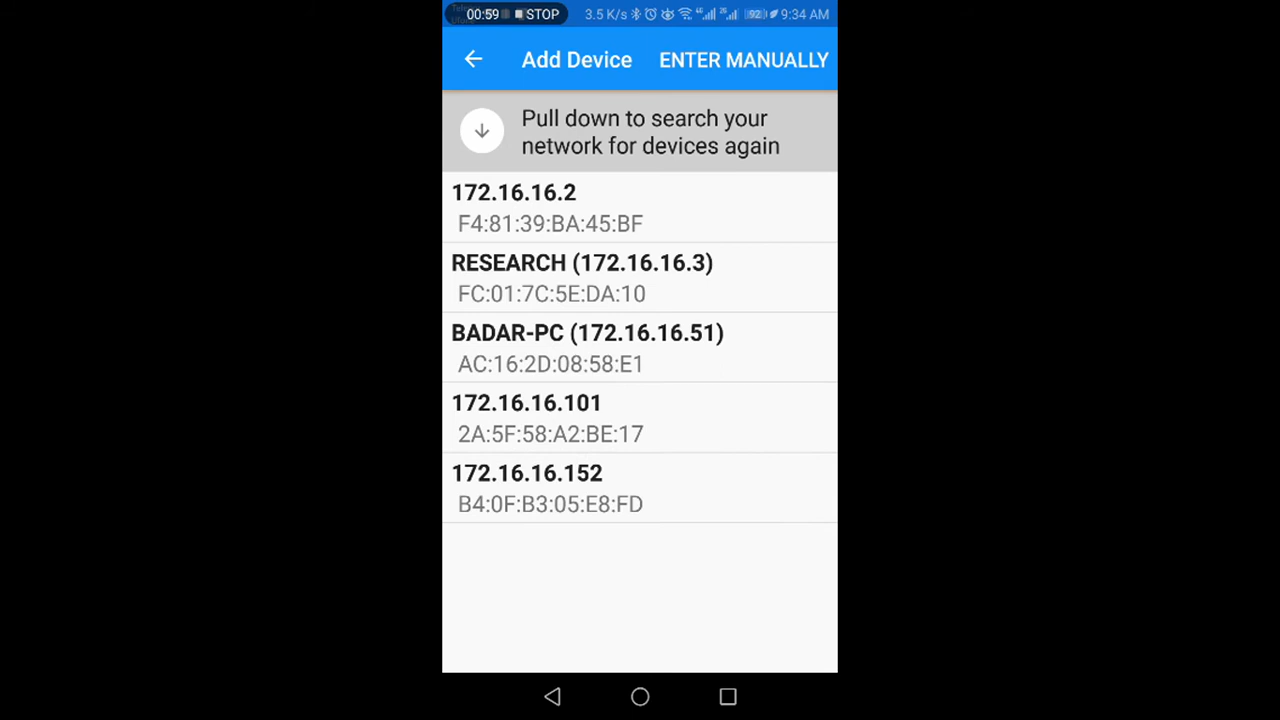 00:59 STOP 3.5 K/s 92 9:34 AM
Add Device ENTER MANUALLY
Pull down to search your
network for devices again
172.16.16.2
F4:81:39:BA:45:BF
RESEARCH (172.16.16.3)
FC:01:7C:5E:DA:10
BADAR-PC (172.16.16.51)
AC:16:2D:08:58:E1
172.16.16.101
2A:5F:58:A2:BE:17
172.16.16.152
B4:0F:B3:05:E8:FD